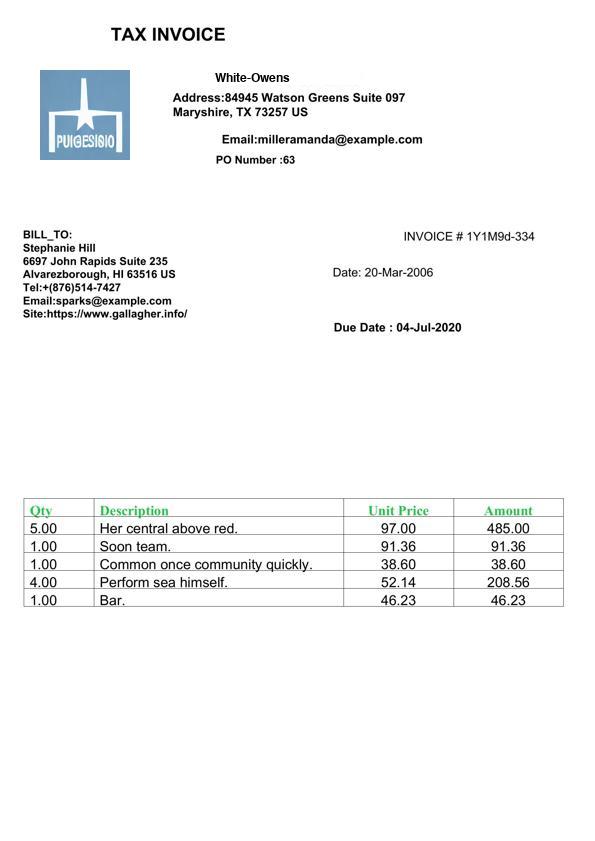 TAX INVOICE
PUIGESISIO
White-Owens
Address:84945 Watson Greens Suite 097
Maryshire, TX 73257 US
Email:milleramanda@example.com
PO Number :63
BILL_TO:
Stephanie Hill
6697 John Rapids Suite 235
Alvarezborough, HI 63516 US
Tel:+(876)514-7427
Email:sparks@example.com
Site:https://www.gallagher.info/
INVOICE # 1Y1M9d-334
Date: 20-Mar-2006
Due Date : 04-Jul-2020
Qty Description Unit Price Amount
5.00 Her central above red. 97.00 485.00
1.00 Soon team. 91.36 91.36
1.00 Common once community quickly. 38.60 38.60
4.00 Perform sea himself. 52.14 208.56
1.00 Bar. 46.23 46.23